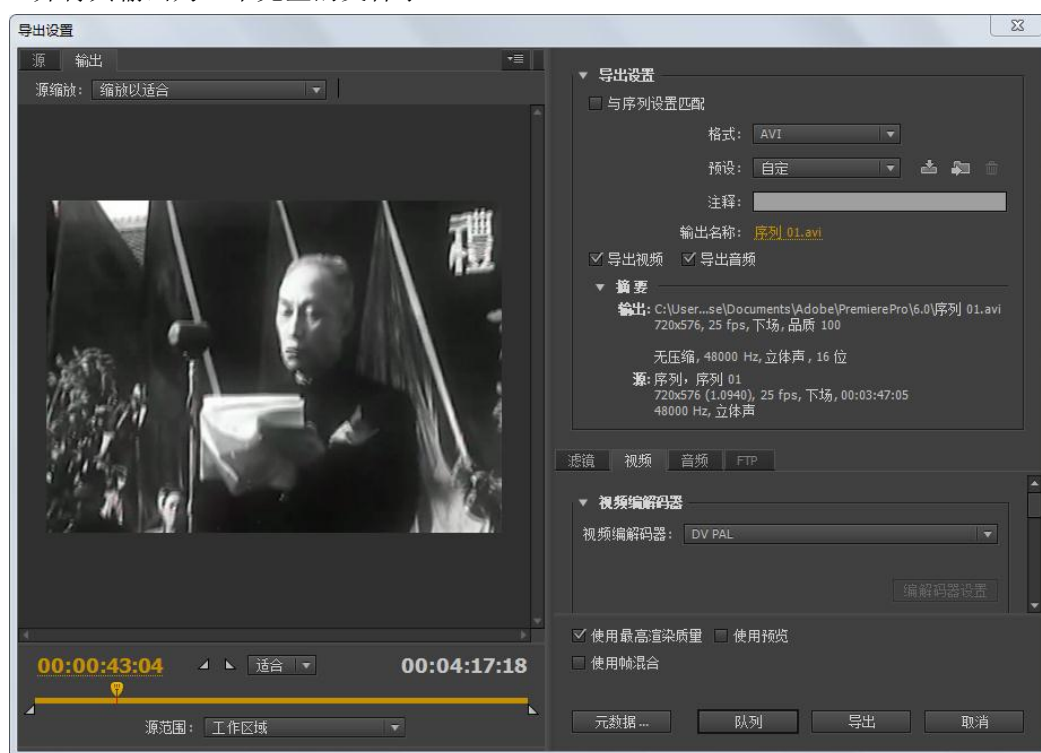 导出设置
源 输出
源缩放: 缩放以适合
禮
00:00:43:04 适合 00:04:17:18
源范围: 工作区域
导出设置
与序列设置匹配
格式: AVI
预设: 自定
注释:
输出名称: 序列 01.avi
导出视频 导出音频
摘要
输出: C:\User...se\Documents\Adobe\PremierePro\6.0\序列 01.avi
720x576, 25 fps, 下场, 品质 100
无压缩, 48000 Hz, 立体声, 16 位
源: 序列, 序列 01
720x576 (1.0940), 25 fps, 下场, 00:03:47:05
48000 Hz, 立体声
滤镜 视频 音频 FTP
视频编解码器
视频编解码器: DV PAL
编解码器设置
使用最高渲染质量 使用预览
使用帧混合
元数据... 队列 导出 取消